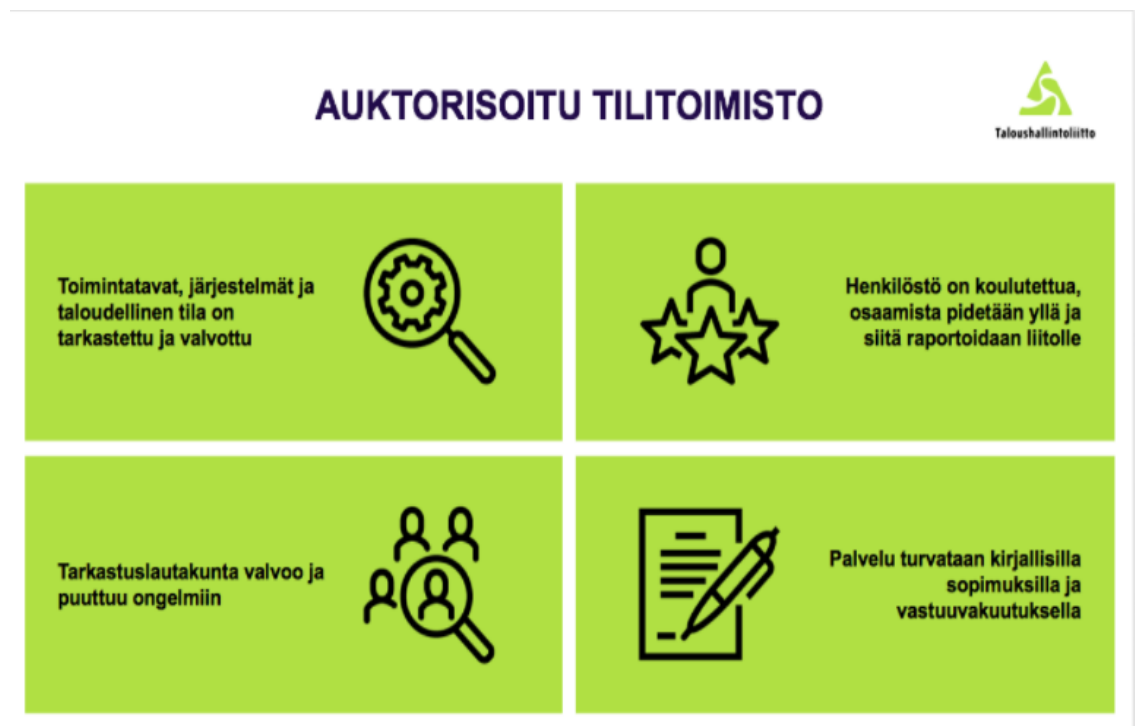 AUKTORISOITU TILITOIMISTO
Taloushallintoliitto
Toimintatavat, järjestelmät ja
taloudellinen tila on
tarkastettu ja valvottu
Henkilöstö on koulutettua,
osaamista pidetään yllä ja
siitä raportoidaan liitolle
Tarkastuslautakunta valvoo ja
puuttuu ongelmiin
Palvelu turvataan kirjallisilla
sopimuksilla ja
vastuuvakuutuksella